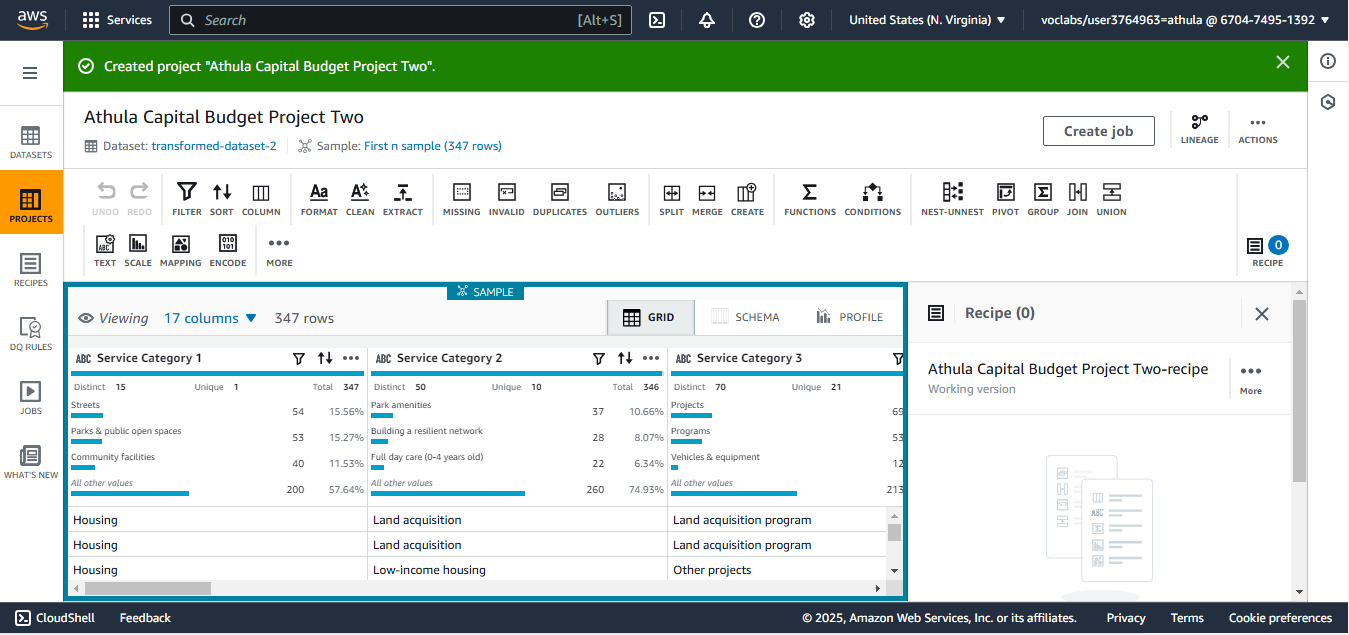 aws Services Search [Alt+S] United States (N. Virginia) ▼ voclabs/user3764963=athula @ 6704-7495-1392 ▼
Created project "Athula Capital Budget Project Two".
Athula Capital Budget Project Two
Dataset: transformed-dataset-2 Sample: First n sample (347 rows)
Create job
LINEAGE
ACTIONS
DATASETS
PROJECTS
RECIPES
DQ RULES
JOBS
WHAT'S NEW
UNDO REDO FILTER SORT COLUMN FORMAT CLEAN EXTRACT MISSING INVALID DUPLICATES OUTLIERS SPLIT MERGE CREATE FUNCTIONS CONDITIONS NEST-UNNEST PIVOT GROUP JOIN UNION
TEXT SCALE MAPPING ENCODE MORE
0
RECIPE
SAMPLE
Viewing 17 columns ▼ 347 rows
GRID SCHEMA PROFILE
ABC Service Category 1 ABC Service Category 2 ABC Service Category 3
Distinct 15 Unique 1 Total 347 Distinct 50 Unique 10 Total 346 Distinct 70 Unique 21
Streets 54 15.56% Park amenities 37 10.66% Projects 69
Parks & public open spaces 53 15.27% Building a resilient network 28 8.07% Programs 53
Community facilities 40 11.53% Full day care (0-4 years old) 22 6.34% Vehicles & equipment 12
All other values 200 57.64% All other values 260 74.93% All other values 213
Housing Land acquisition Land acquisition program
Housing Land acquisition Land acquisition program
Housing Low-income housing Other projects
Recipe (0)
Athula Capital Budget Project Two-recipe
Working version
More
CloudShell Feedback © 2025, Amazon Web Services, Inc. or its affiliates. Privacy Terms Cookie preferences